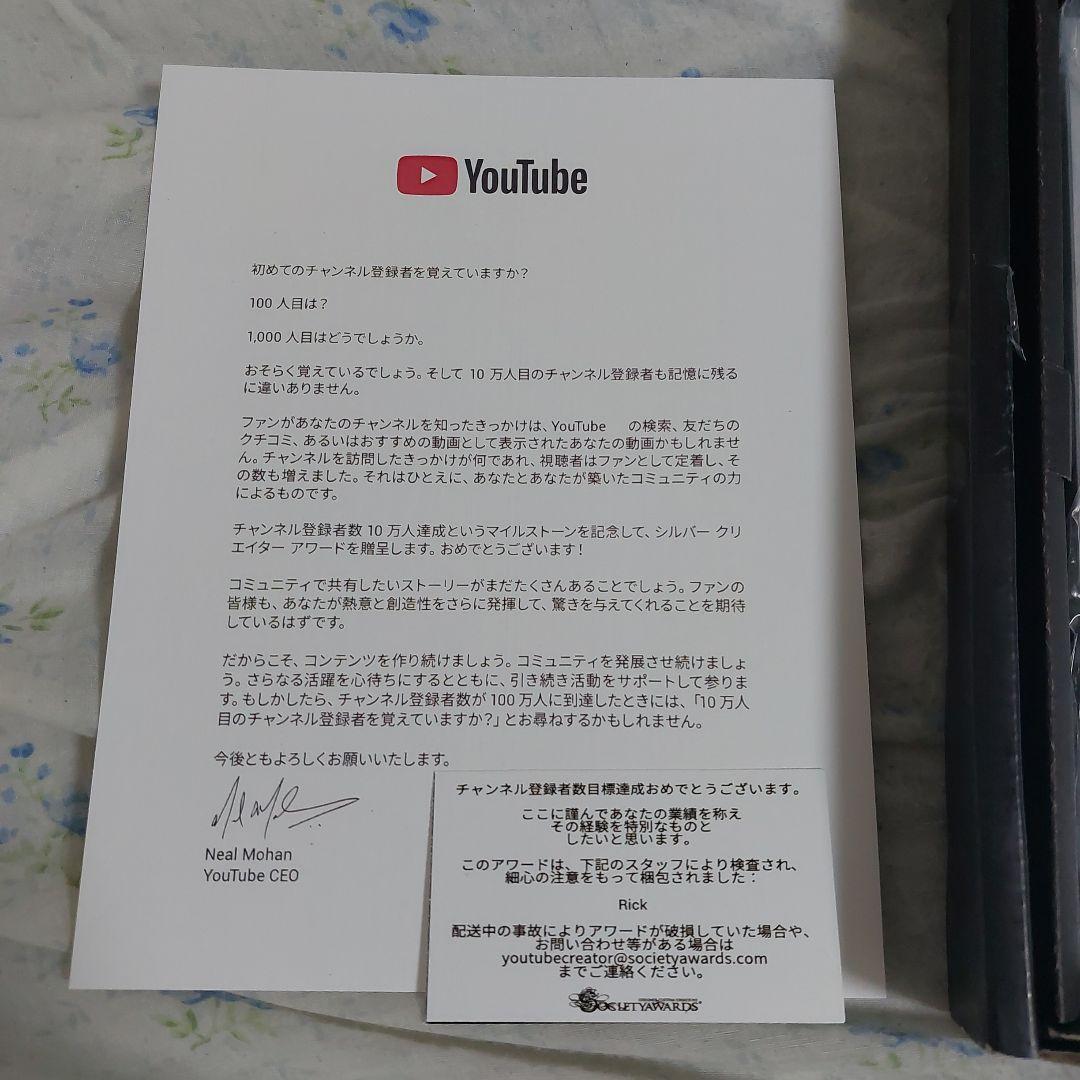 YouTube
初めてのチャンネル登録者を覚えていますか?
100 人目は?
1,000 人目はどうでしょうか。
おそらく覚えているでしょう。そして 10 万人目のチャンネル登録者も記憶に残る
に違いありません。
ファンがあなたのチャンネルを知ったきっかけは、YouTube の検索、友だちの
クチコミ、あるいはおすすめの動画として表示されたあなたの動画かもしれませ
ん。チャンネルを訪問したきっかけが何であれ、視聴者はファンとして定着し、そ
の数も増えました。それはひとえに、あなたとあなたが築いたコミュニティの力
によるものです。
チャンネル登録者数 10 万人達成というマイルストーンを記念して、シルバー クリ
エイター アワードを贈呈します。おめでとうございます!
コミュニティで共有したいストーリーがまだたくさんあることでしょう。ファンの
皆様も、あなたが熱意と創造性をさらに発揮して、驚きを与えてくれることを期待
しているはずです。
だからこそ、コンテンツを作り続けましょう。コミュニティを発展させ続けましょ
う。さらなる活躍を心待ちにするとともに、引き続き活動をサポートして参りま
す。もしかしたら、チャンネル登録者数が 100 万人に到達したときには、「10 万人
目のチャンネル登録者を覚えていますか?」とお尋ねするかもしれません。
今後ともよろしくお願いいたします。
Neal Mohan
YouTube CEO
チャンネル登録者数目標達成おめでとうございます。
ここに謹んであなたの業績を称え
その経験を特別なものと
したいと思います。
このアワードは、下記のスタッフにより検査され、
細心の注意をもって梱包されました:
Rick
配送中の事故によりアワードが破損していた場合や、
お問い合わせ等がある場合は
youtubecreator@societyawards.com
までご連絡ください。
SOCIETYAWARDS